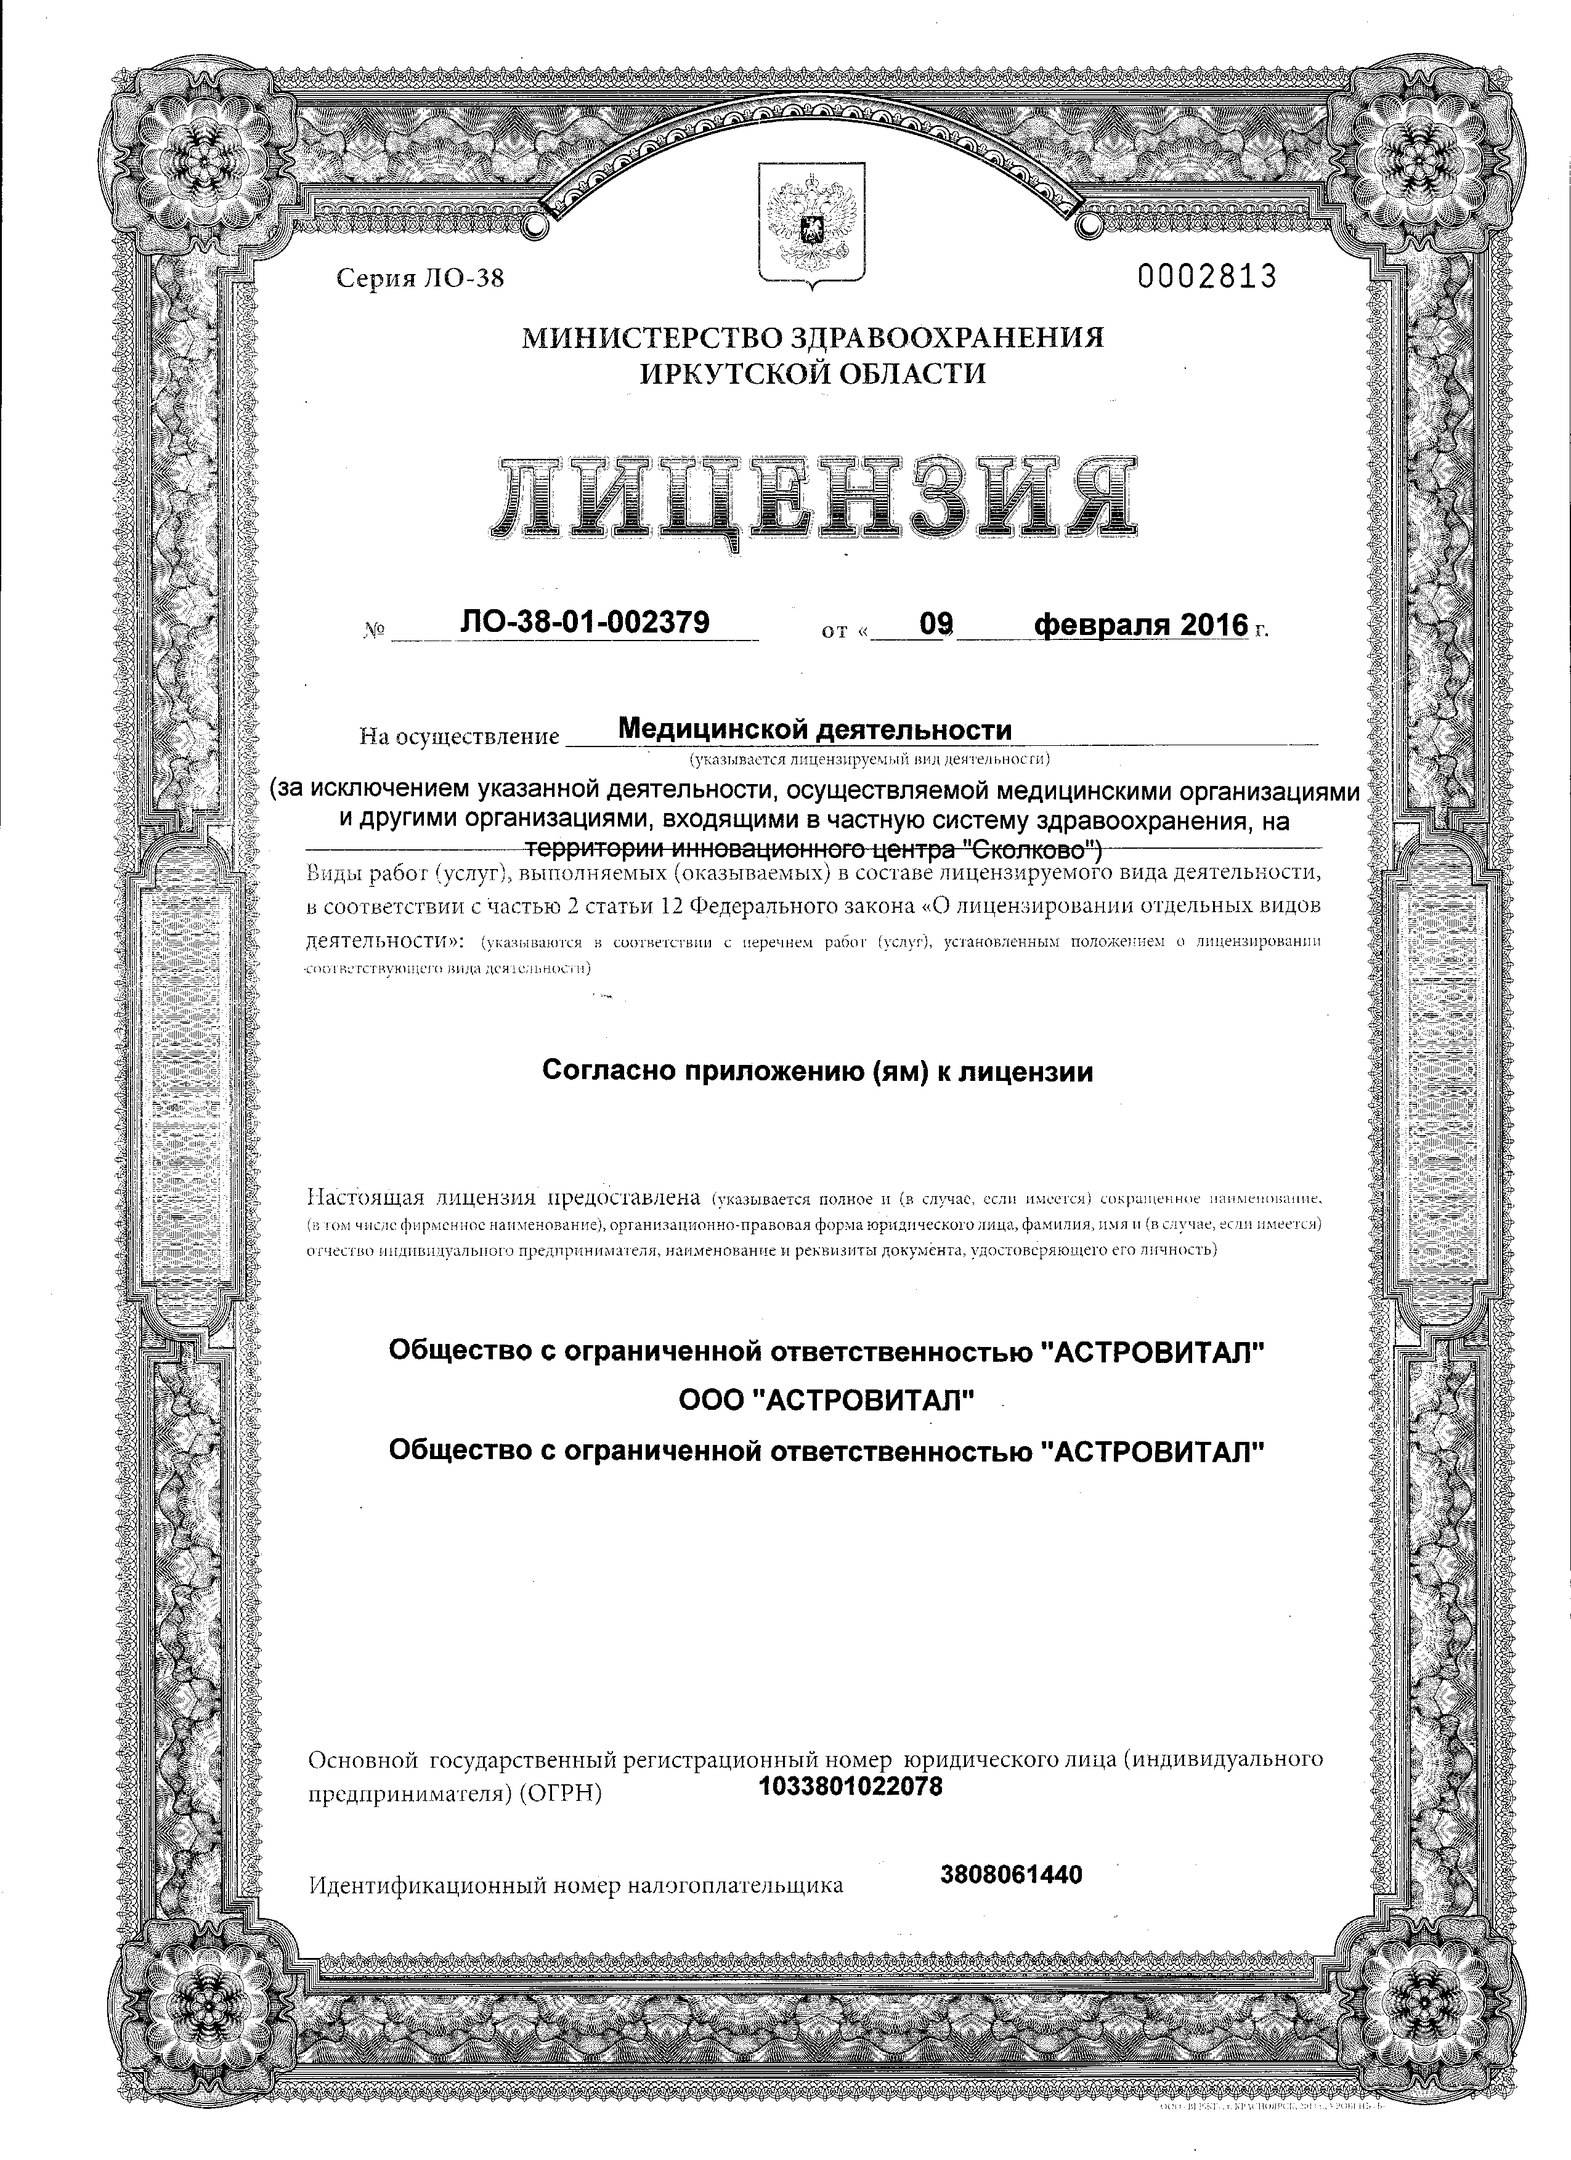 Серия ЛО-38
0002813
МИНИСТЕРСТВО ЗДРАВООХРАНЕНИЯ
ИРКУТСКОЙ ОБЛАСТИ
ЛИЦЕНЗИЯ
№ ЛО-38-01-002379 от « 09 февраля 2016 г.
На осуществление Медицинской деятельности
(указывается лицензируемый вид деятельности)
(за исключением указанной деятельности, осуществляемой медицинскими организациями
и другими организациями, входящими в частную систему здравоохранения, на
территории инновационного центра "Сколково")
Виды работ (услуг), выполняемых (оказываемых) в составе лицензируемого вида деятельности,
в соответствии с частью 2 статьи 12 Федерального закона «О лицензировании отдельных видов
деятельности»: (указываются в соответствии с перечнем работ (услуг), установленным положением о лицензировании
соответствующего вида деятельности)
Согласно приложению (ям) к лицензии
Настоящая лицензия предоставлена (указывается полное и (в случае, если имеется) сокращенное наименование,
(в том числе фирменное наименование), организационно-правовая форма юридического лица, фамилия, имя и (в случае, если имеется)
отчество индивидуального предпринимателя, наименование и реквизиты документа, удостоверяющего его личность)
Общество с ограниченной ответственностью "АСТРОВИТАЛ"
ООО "АСТРОВИТАЛ"
Общество с ограниченной ответственностью "АСТРОВИТАЛ"
Основной государственный регистрационный номер юридического лица (индивидуального
предпринимателя) (ОГРН) 1033801022078
Идентификационный номер налогоплательщика 3808061440